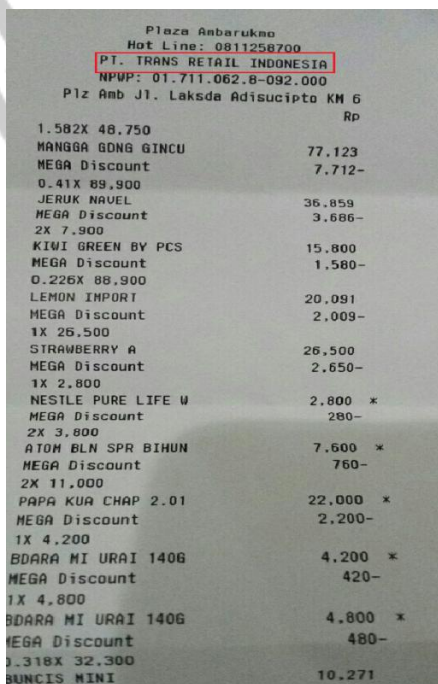 Plaza Ambarukmo
Hot Line: 0811258700
PT. TRANS RETAIL INDONESIA
NPWP: 01.711.062.8-092.000
Plz Amb Jl. Laksda Adisucipto KM 6
Rp
1.582X 48.750
MANGGA GDNG GINCU 77.123
MEGA Discount 7.712-
0.41X 89,900
JERUK NAVEL 36.859
MEGA Discount 3.686-
2X 7.900
KIWI GREEN BY PCS 15.800
MEGA Discount 1,580-
0.226X 88,900
LEMON IMPORT 20.091
MEGA Discount 2,009-
1X 26,500
STRAWBERRY A 26,500
MEGA Discount 2,650-
1X 2.800
NESTLE PURE LIFE W 2.800 *
MEGA Discount 280-
2X 3,800
ATOM BLN SPR BIHUN 7.600 *
MEGA Discount 760-
2X 11,000
PAPA KUA CHAP 2.01 22.000 *
MEGA Discount 2,200-
1X 4,200
BDARA MI URAI 140G 4.200 *
MEGA Discount 420-
1X 4,800
BDARA MI URAI 140G 4.800 *
MEGA Discount 480-
0.318X 32,300
BUNCIS MINI 10.271